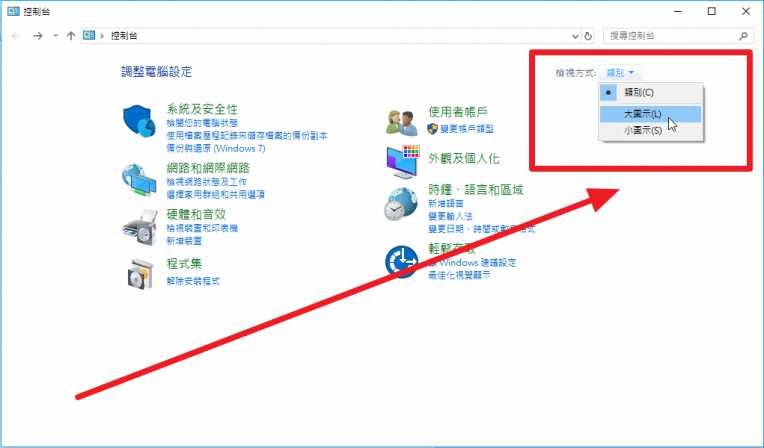 控制台
控制台
搜尋控制台
調整電腦設定
檢視方式: 類別
類別(C)
大圖示(L)
小圖示(S)
系統及安全性
檢閱您的電腦狀態
使用檔案歷程記錄來儲存檔案的備份副本
備份與還原 (Windows 7)
網路和網際網路
檢視網路狀態及工作
選擇家用群組和共用選項
硬體和音效
檢視裝置和印表機
新增裝置
程式集
解除安裝程式
使用者帳戶
變更帳戶類型
外觀及個人化
時鐘、語言和區域
新增語言
變更輸入法
變更日期、時間或數字格式
輕鬆存取
Windows 建議設定
最佳化視覺顯示